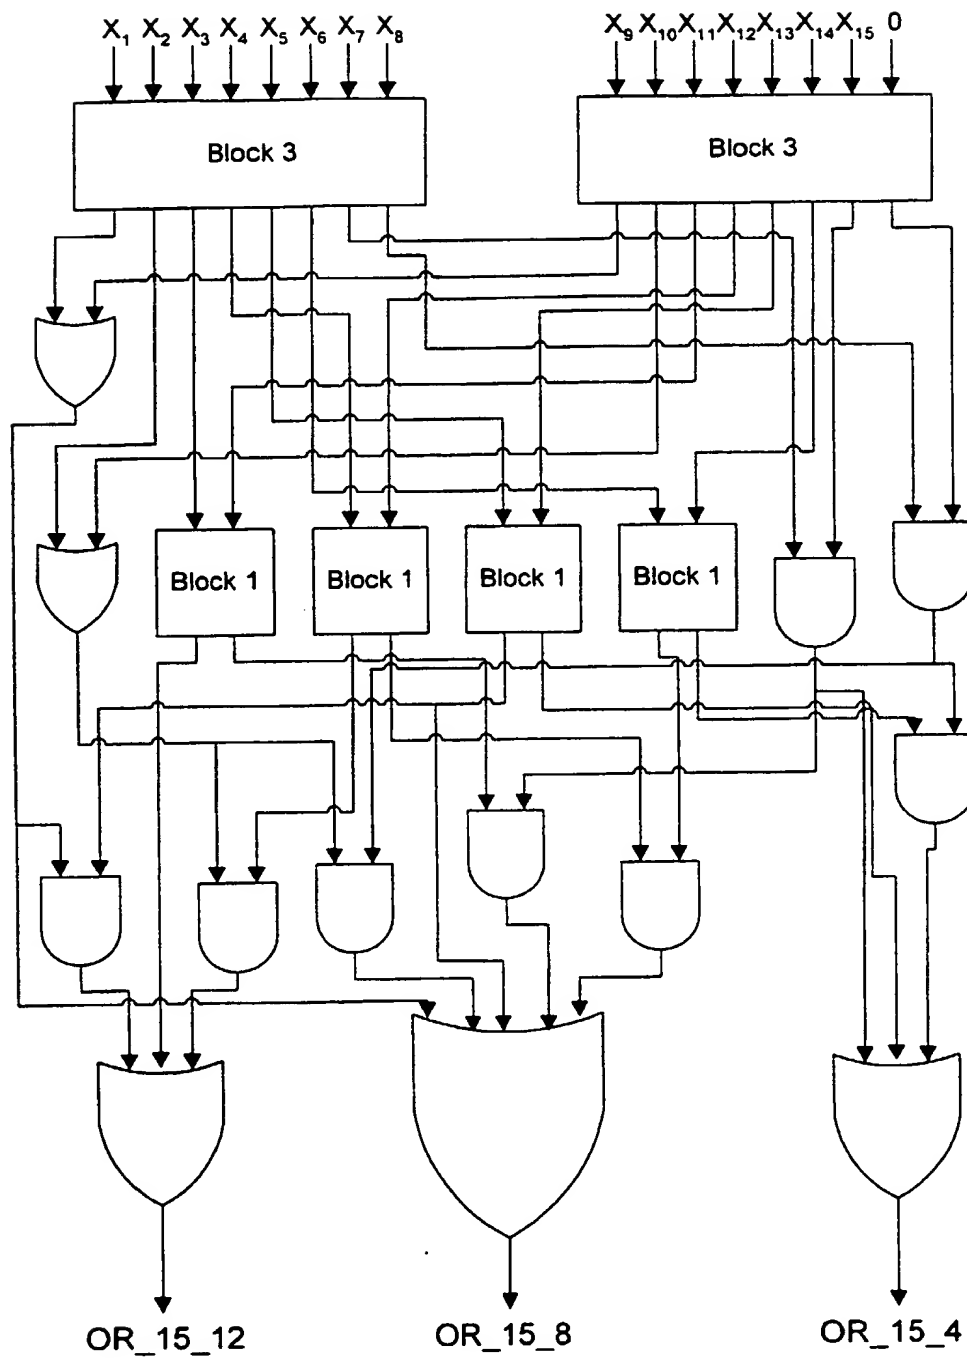 X₁ X₂ X₃ X₄ X₅ X₆ X₇ X₈ X₉ X₁₀ X₁₁ X₁₂ X₁₃ X₁₄ X₁₅ 0
Block 3 Block 3
Block 1 Block 1 Block 1 Block 1
OR_15_12 OR_15_8 OR_15_4